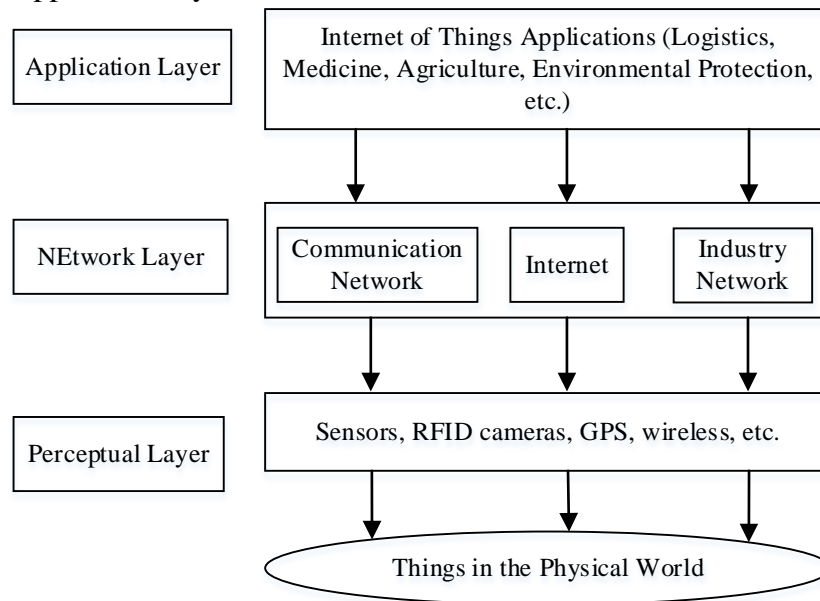 Application Layer
Internet of Things Applications (Logistics,
Medicine, Agriculture, Environmental Protection,
etc.)
NEtwork Layer
Communication
Network
Internet
Industry
Network
Perceptual Layer
Sensors, RFID cameras, GPS, wireless, etc.
Things in the Physical World